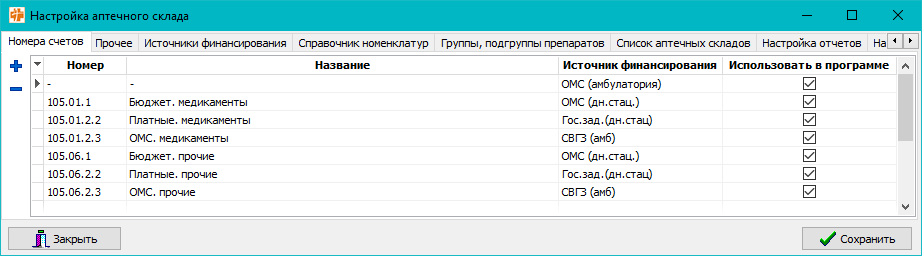 Настройка аптечного склада
Номера счетов Прочее Источники финансирования Справочник номенклатур Группы, подгруппы препаратов Список аптечных складов Настройка отчетов На
Номер Название Источник финансирования Использовать в программе
- - ОМС (амбулатория)
105.01.1 Бюджет. медикаменты ОМС (дн.стац.)
105.01.2.2 Платные. медикаменты Гос.зад.(дн.стац)
105.01.2.3 ОМС. медикаменты СВГЗ (амб)
105.06.1 Бюджет. прочие ОМС (дн.стац.)
105.06.2.2 Платные. прочие Гос.зад.(дн.стац)
105.06.2.3 ОМС. прочие СВГЗ (амб)
Закрыть Сохранить